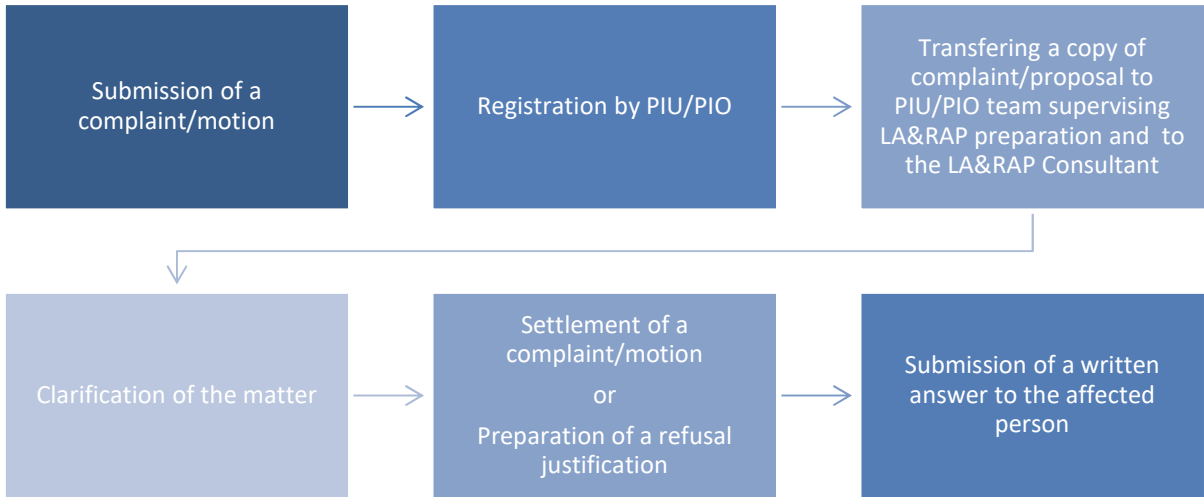 Submission of a
complaint/motion
Registration by PIU/PIO
Transfering a copy of
complaint/proposal to
PIU/PIO team supervising
LA&RAP preparation and to
the LA&RAP Consultant
Clarification of the matter
Settlement of a
complaint/motion
or
Preparation of a refusal
justification
Submission of a written
answer to the affected
person